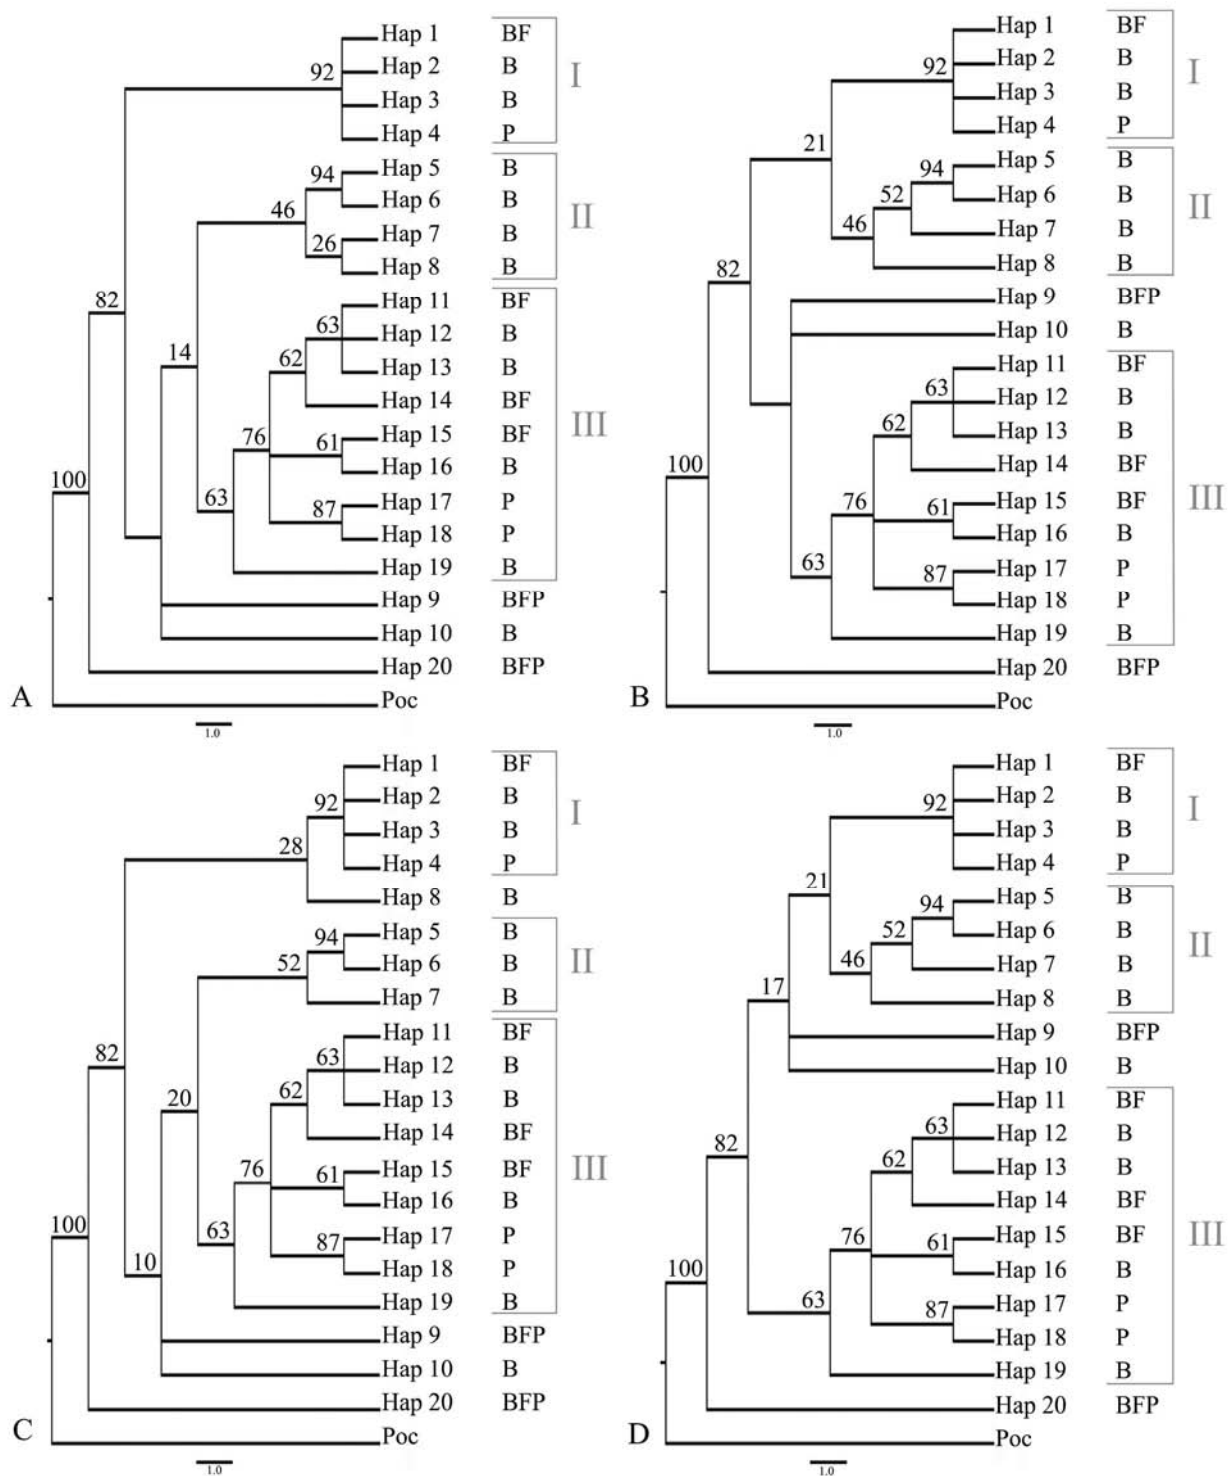 Hap 1 BF
92 Hap 2 B I
Hap 3 B
Hap 4 P
Hap 5 B
94
Hap 6 B
46 II
Hap 7 B
26
Hap 8 B
82 Hap 11 BF
63 Hap 12 B
14 62 Hap 13 B
Hap 14 BF
III
76 61 Hap 15 BF
Hap 16 B
100 63 87 Hap 17 P
Hap 18 P
Hap 19 B
Hap 9 BFP
Hap 10 B
Hap 20 BFP
A Poc
1.0
Hap 1 BF
92 Hap 2 B I
Hap 3 B
Hap 4 P
21
94 Hap 5 B
52 Hap 6 B II
46 Hap 7 B
82 Hap 8 B
Hap 9 BFP
Hap 10 B
Hap 11 BF
63 Hap 12 B
62 Hap 13 B
100 Hap 14 BF
76 61 Hap 15 BF III
Hap 16 B
63 87 Hap 17 P
Hap 18 P
Hap 19 B
Hap 20 BFP
B Poc
1.0
Hap 1 BF
92 Hap 2 B I
28 Hap 3 B
Hap 4 P
Hap 8 B
94 Hap 5 B
52 Hap 6 B II
Hap 7 B
82 Hap 11 BF
63 Hap 12 B
20 62 Hap 13 B
Hap 14 BF
76 61 Hap 15 BF III
Hap 16 B
100 63 87 Hap 17 P
10 Hap 18 P
Hap 19 B
Hap 9 BFP
Hap 10 B
Hap 20 BFP
C Poc
1.0
Hap 1 BF
92 Hap 2 B I
Hap 3 B
Hap 4 P
21
94 Hap 5 B
52 Hap 6 B II
46 Hap 7 B
17 Hap 8 B
Hap 9 BFP
Hap 10 B
Hap 11 BF
82 63 Hap 12 B
62 Hap 13 B
Hap 14 BF
76 61 Hap 15 BF III
100 Hap 16 B
63 87 Hap 17 P
Hap 18 P
Hap 19 B
Hap 20 BFP
D Poc
1.0